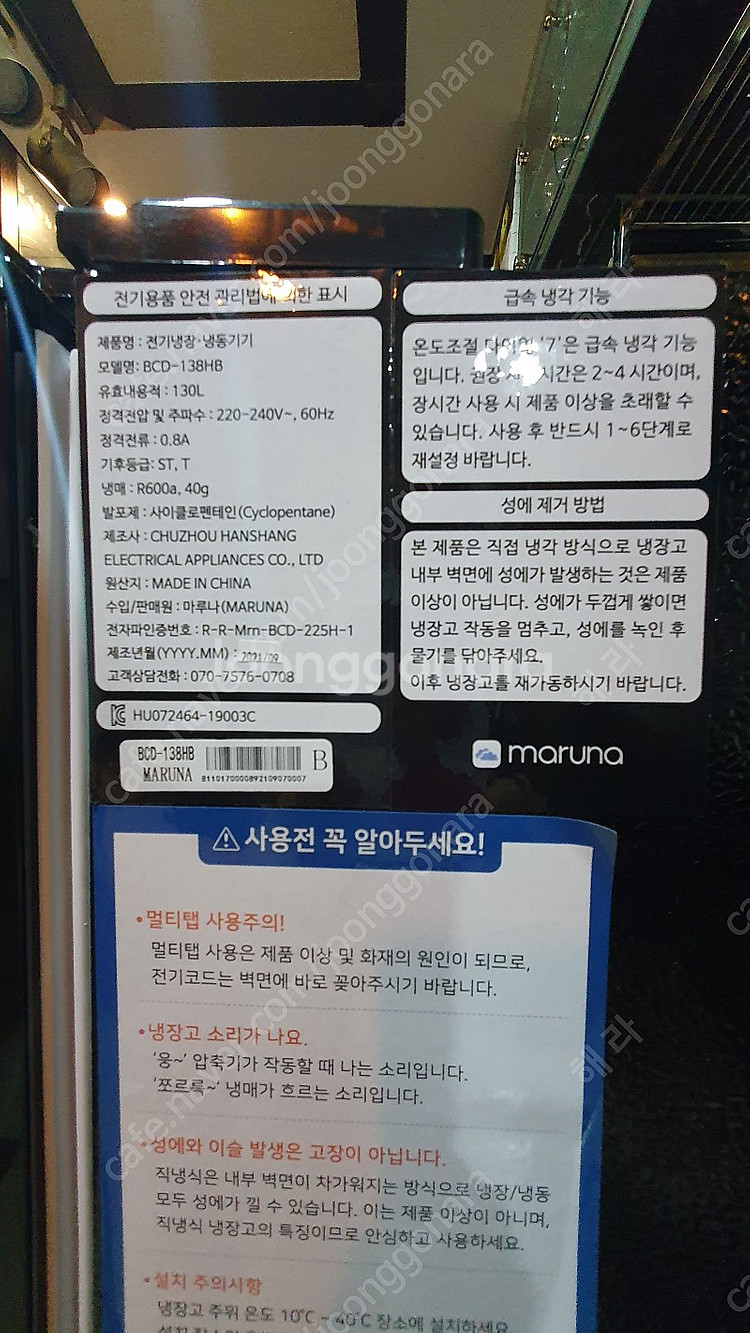 전기용품 안전 관리법에 의한 표시
제품명 : 전기냉장·냉동기기
모델명: BCD-138HB
유효내용적 : 130L
정격전압 및 주파수 : 220-240V~, 60Hz
정격전류 : 0.8A
기후등급: ST, T
냉매 : R600a, 40g
발포제 : 사이클로펜테인(Cyclopentane)
제조사 : CHUZHOU HANSHANG
ELECTRICAL APPLIANCES CO., LTD
원산지 : MADE IN CHINA
수입/판매원 : 마루나(MARUNA)
전자파인증번호 : R-R-Mrn-BCD-225H-1
제조년월(YYYY.MM) : 2021/09
고객상담전화 : 070-7576-0708
HU072464-19003C
BCD-138HB
MARUNA
B
8110170000892109070007
급속 냉각 기능
온도조절 '7'은 급속 냉각 기능
입니다. 권장 시간은 2~4 시간이며,
장시간 사용 시 제품 이상을 초래할 수
있습니다. 사용 후 반드시 1~6단계로
재설정 바랍니다.
성에 제거 방법
본 제품은 직접 냉각 방식으로 냉장고
내부 벽면에 성에가 발생하는 것은 제품
이상이 아닙니다. 성에가 두껍게 쌓이면
냉장고 작동을 멈추고, 성에를 녹인 후
물기를 닦아주세요.
이후 냉장고를 재가동하시기 바랍니다.
maruna
사용전 꼭 알아두세요!
•멀티탭 사용주의!
멀티탭 사용은 제품 이상 및 화재의 원인이 되므로,
전기코드는 벽면에 바로 꽂아주시기 바랍니다.
•냉장고 소리가 나요.
'웅~' 압축기가 작동할 때 나는 소리입니다.
'쪼르륵~' 냉매가 흐르는 소리입니다.
•성에와 이슬 발생은 고장이 아닙니다.
직냉식은 내부 벽면이 차가워지는 방식으로 냉장/냉동
모두 성에가 낄 수 있습니다. 이는 제품 이상이 아니며,
직냉식 냉장고의 특징이므로 안심하고 사용하세요.
•설치 주의사항
냉장고 주위 온도 10℃ ~ 40℃ 장소에 설치하세요
joonggonara
cafe.naver.com/joonggonara
해라